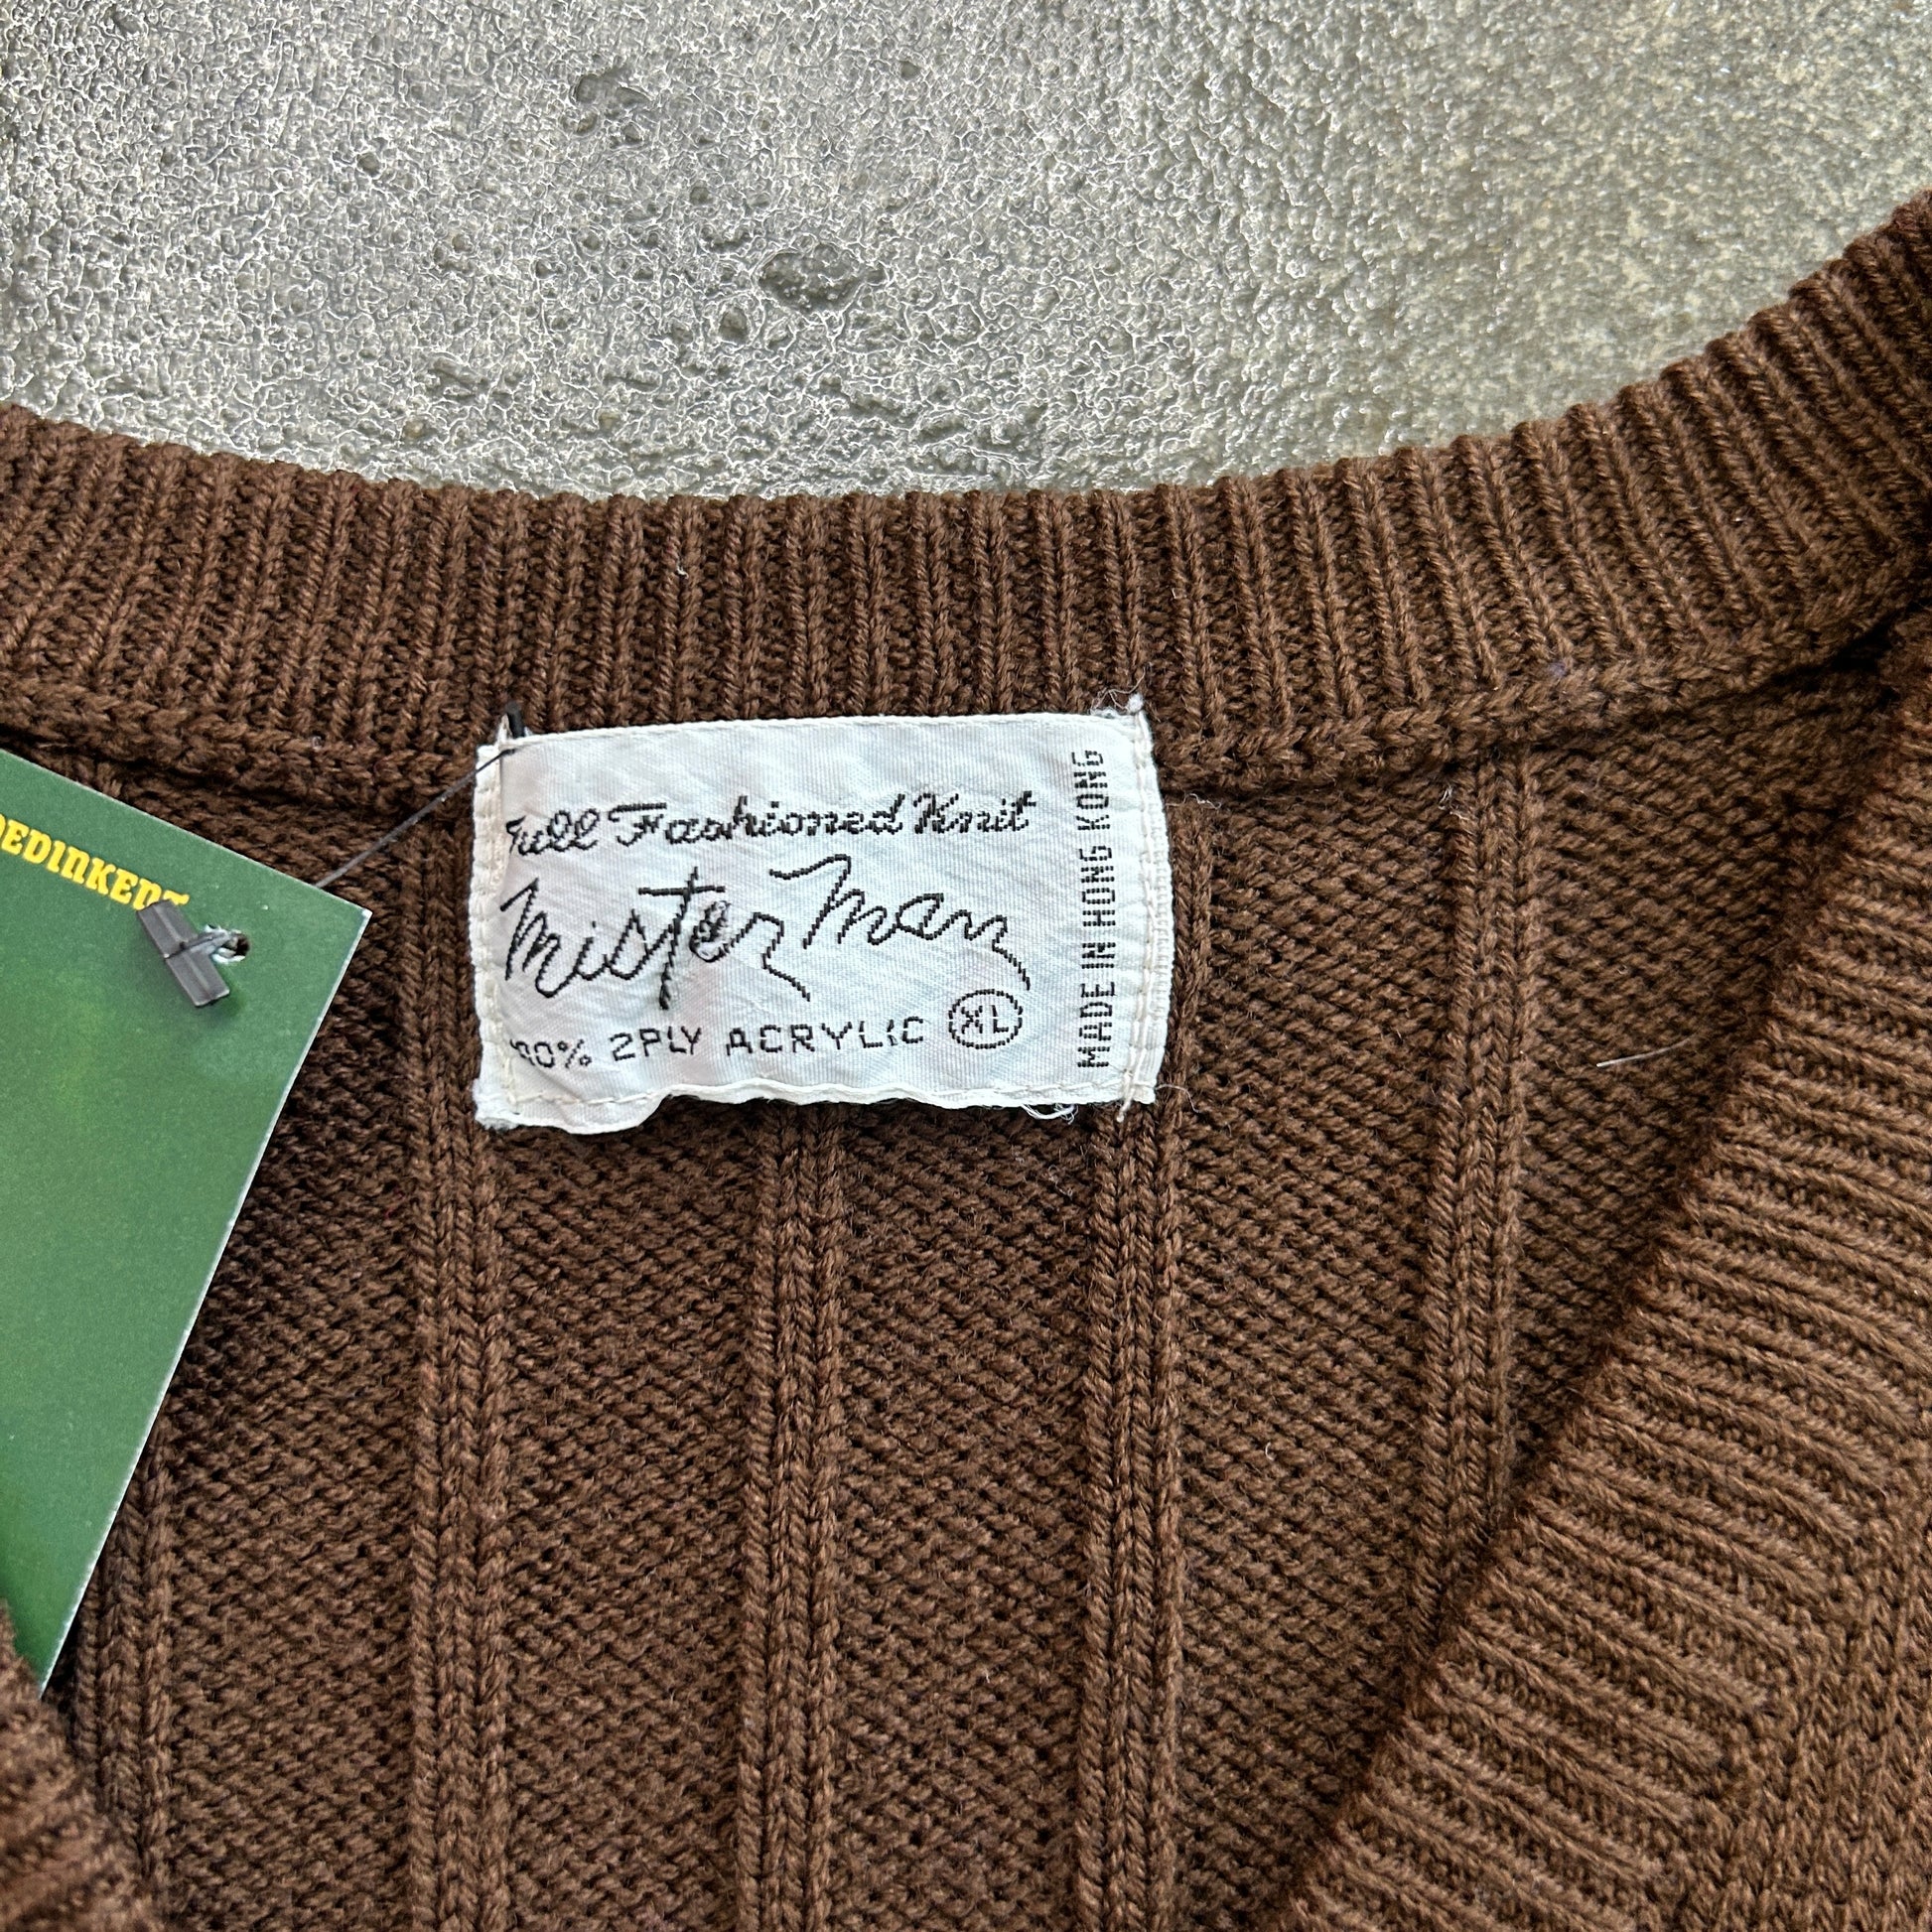 Full Fashioned Knit
Mister Man
100% 2PLY ACRYLIC XL
MADE IN HONG KONG